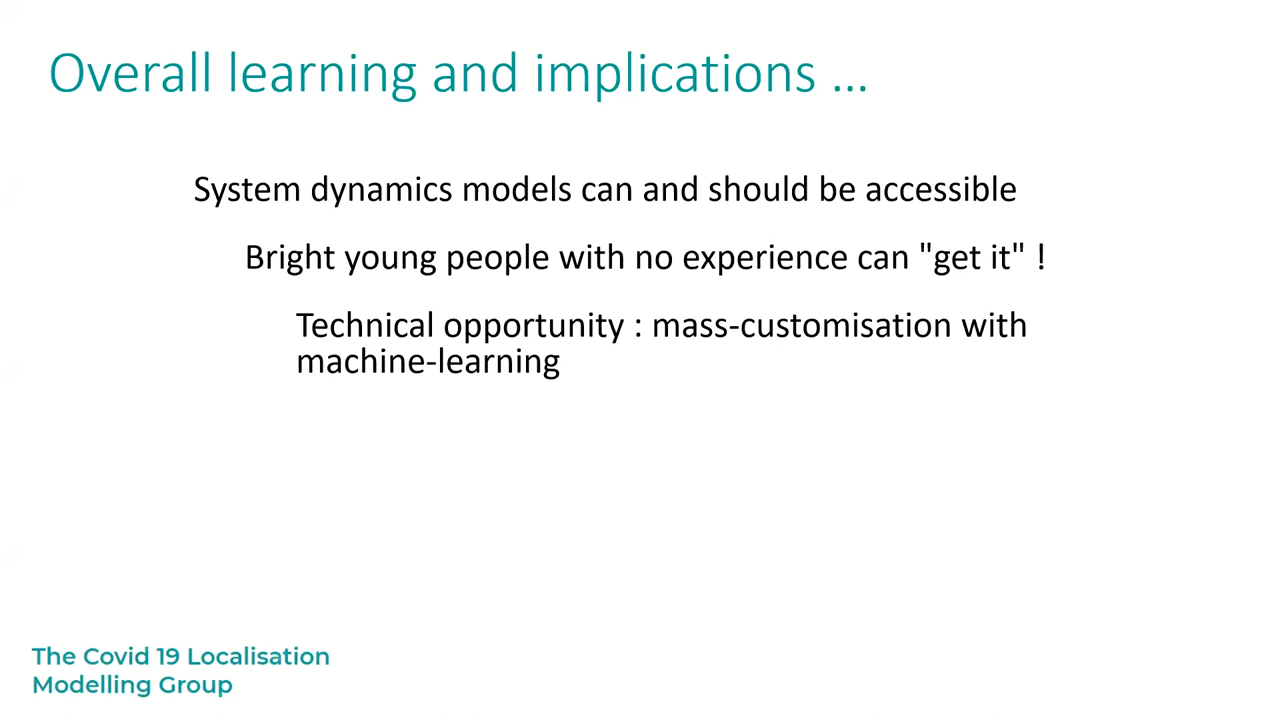 Overall learning and implications ...
System dynamics models can and should be accessible
Bright young people with no experience can "get it" !
Technical opportunity : mass-customisation with
machine-learning
The Covid 19 Localisation
Modelling Group